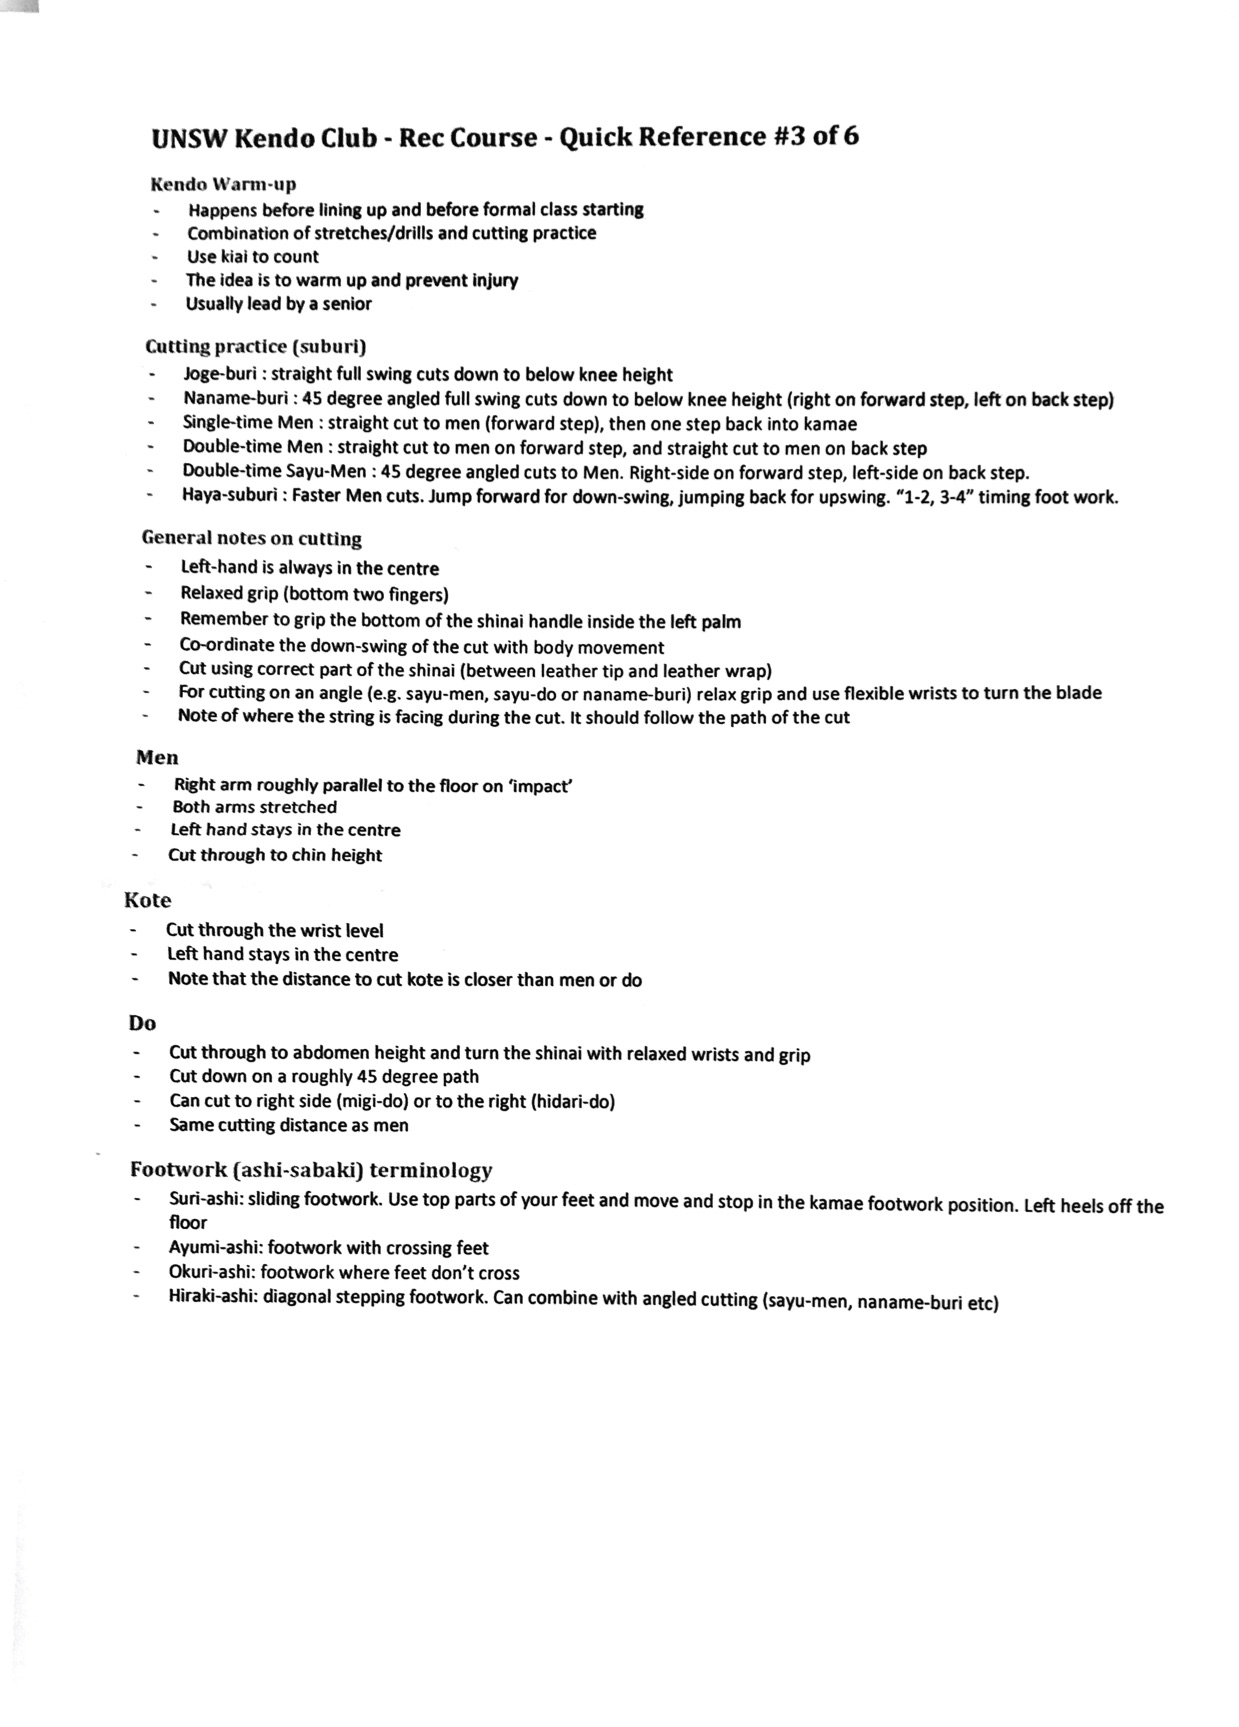 UNSW Kendo Club - Rec Course - Quick Reference #3 of 6
Kendo Warm-up
- Happens before lining up and before formal class starting
- Combination of stretches/drills and cutting practice
- Use kiai to count
- The idea is to warm up and prevent injury
- Usually lead by a senior
Cutting practice (suburi)
- Joge-buri : straight full swing cuts down to below knee height
- Naname-buri : 45 degree angled full swing cuts down to below knee height (right on forward step, left on back step)
- Single-time Men : straight cut to men (forward step), then one step back into kamae
- Double-time Men : straight cut to men on forward step, and straight cut to men on back step
- Double-time Sayu-Men : 45 degree angled cuts to Men. Right-side on forward step, left-side on back step.
- Haya-suburi : Faster Men cuts. Jump forward for down-swing, jumping back for upswing. “1-2, 3-4” timing foot work.
General notes on cutting
- Left-hand is always in the centre
- Relaxed grip (bottom two fingers)
- Remember to grip the bottom of the shinai handle inside the left palm
- Co-ordinate the down-swing of the cut with body movement
- Cut using correct part of the shinai (between leather tip and leather wrap)
- For cutting on an angle (e.g. sayu-men, sayu-do or naname-buri) relax grip and use flexible wrists to turn the blade
- Note of where the string is facing during the cut. It should follow the path of the cut
Men
- Right arm roughly parallel to the floor on ‘impact’
- Both arms stretched
- Left hand stays in the centre
- Cut through to chin height
Kote
- Cut through the wrist level
- Left hand stays in the centre
- Note that the distance to cut kote is closer than men or do
Do
- Cut through to abdomen height and turn the shinai with relaxed wrists and grip
- Cut down on a roughly 45 degree path
- Can cut to right side (migi-do) or to the right (hidari-do)
- Same cutting distance as men
Footwork (ashi-sabaki) terminology
- Suri-ashi: sliding footwork. Use top parts of your feet and move and stop in the kamae footwork position. Left heels off the
floor
- Ayumi-ashi: footwork with crossing feet
- Okuri-ashi: footwork where feet don’t cross
- Hiraki-ashi: diagonal stepping footwork. Can combine with angled cutting (sayu-men, naname-buri etc)